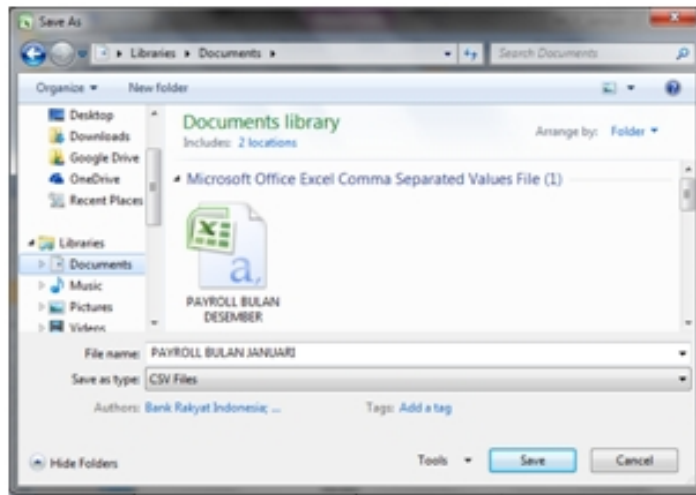 Save As
Libraries Documents
Search Documents
Organize New folder
Desktop
Downloads
Google Drive
OneDrive
Recent Places
Libraries
Documents
Music
Pictures
Videos
Documents library
Includes: 2 locations
Arrange by: Folder
Microsoft Office Excel Comma Separated Values File (1)
a,
PAYROLL BULAN
DESEMBER
File name: PAYROLL BULAN JANUARI
Save as type: CSV Files
Authors: Bank Rakyat Indonesia; ... Tags: Add a tag
Hide Folders Tools Save Cancel